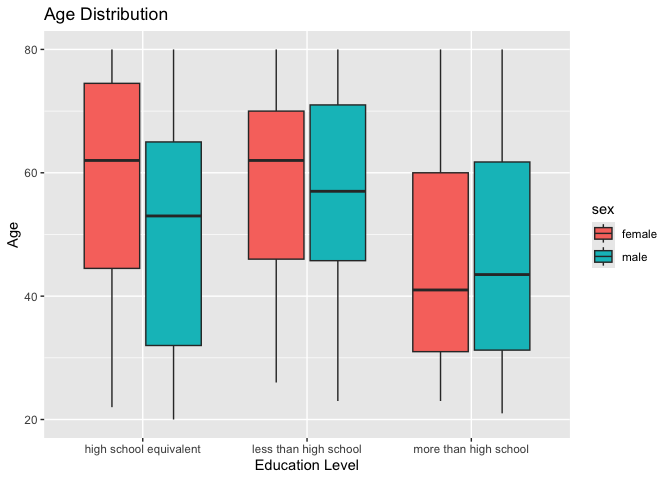 Age Distribution
80
60
40
20
Age
high school equivalent
less than high school
more than high school
Education Level
sex
female
male